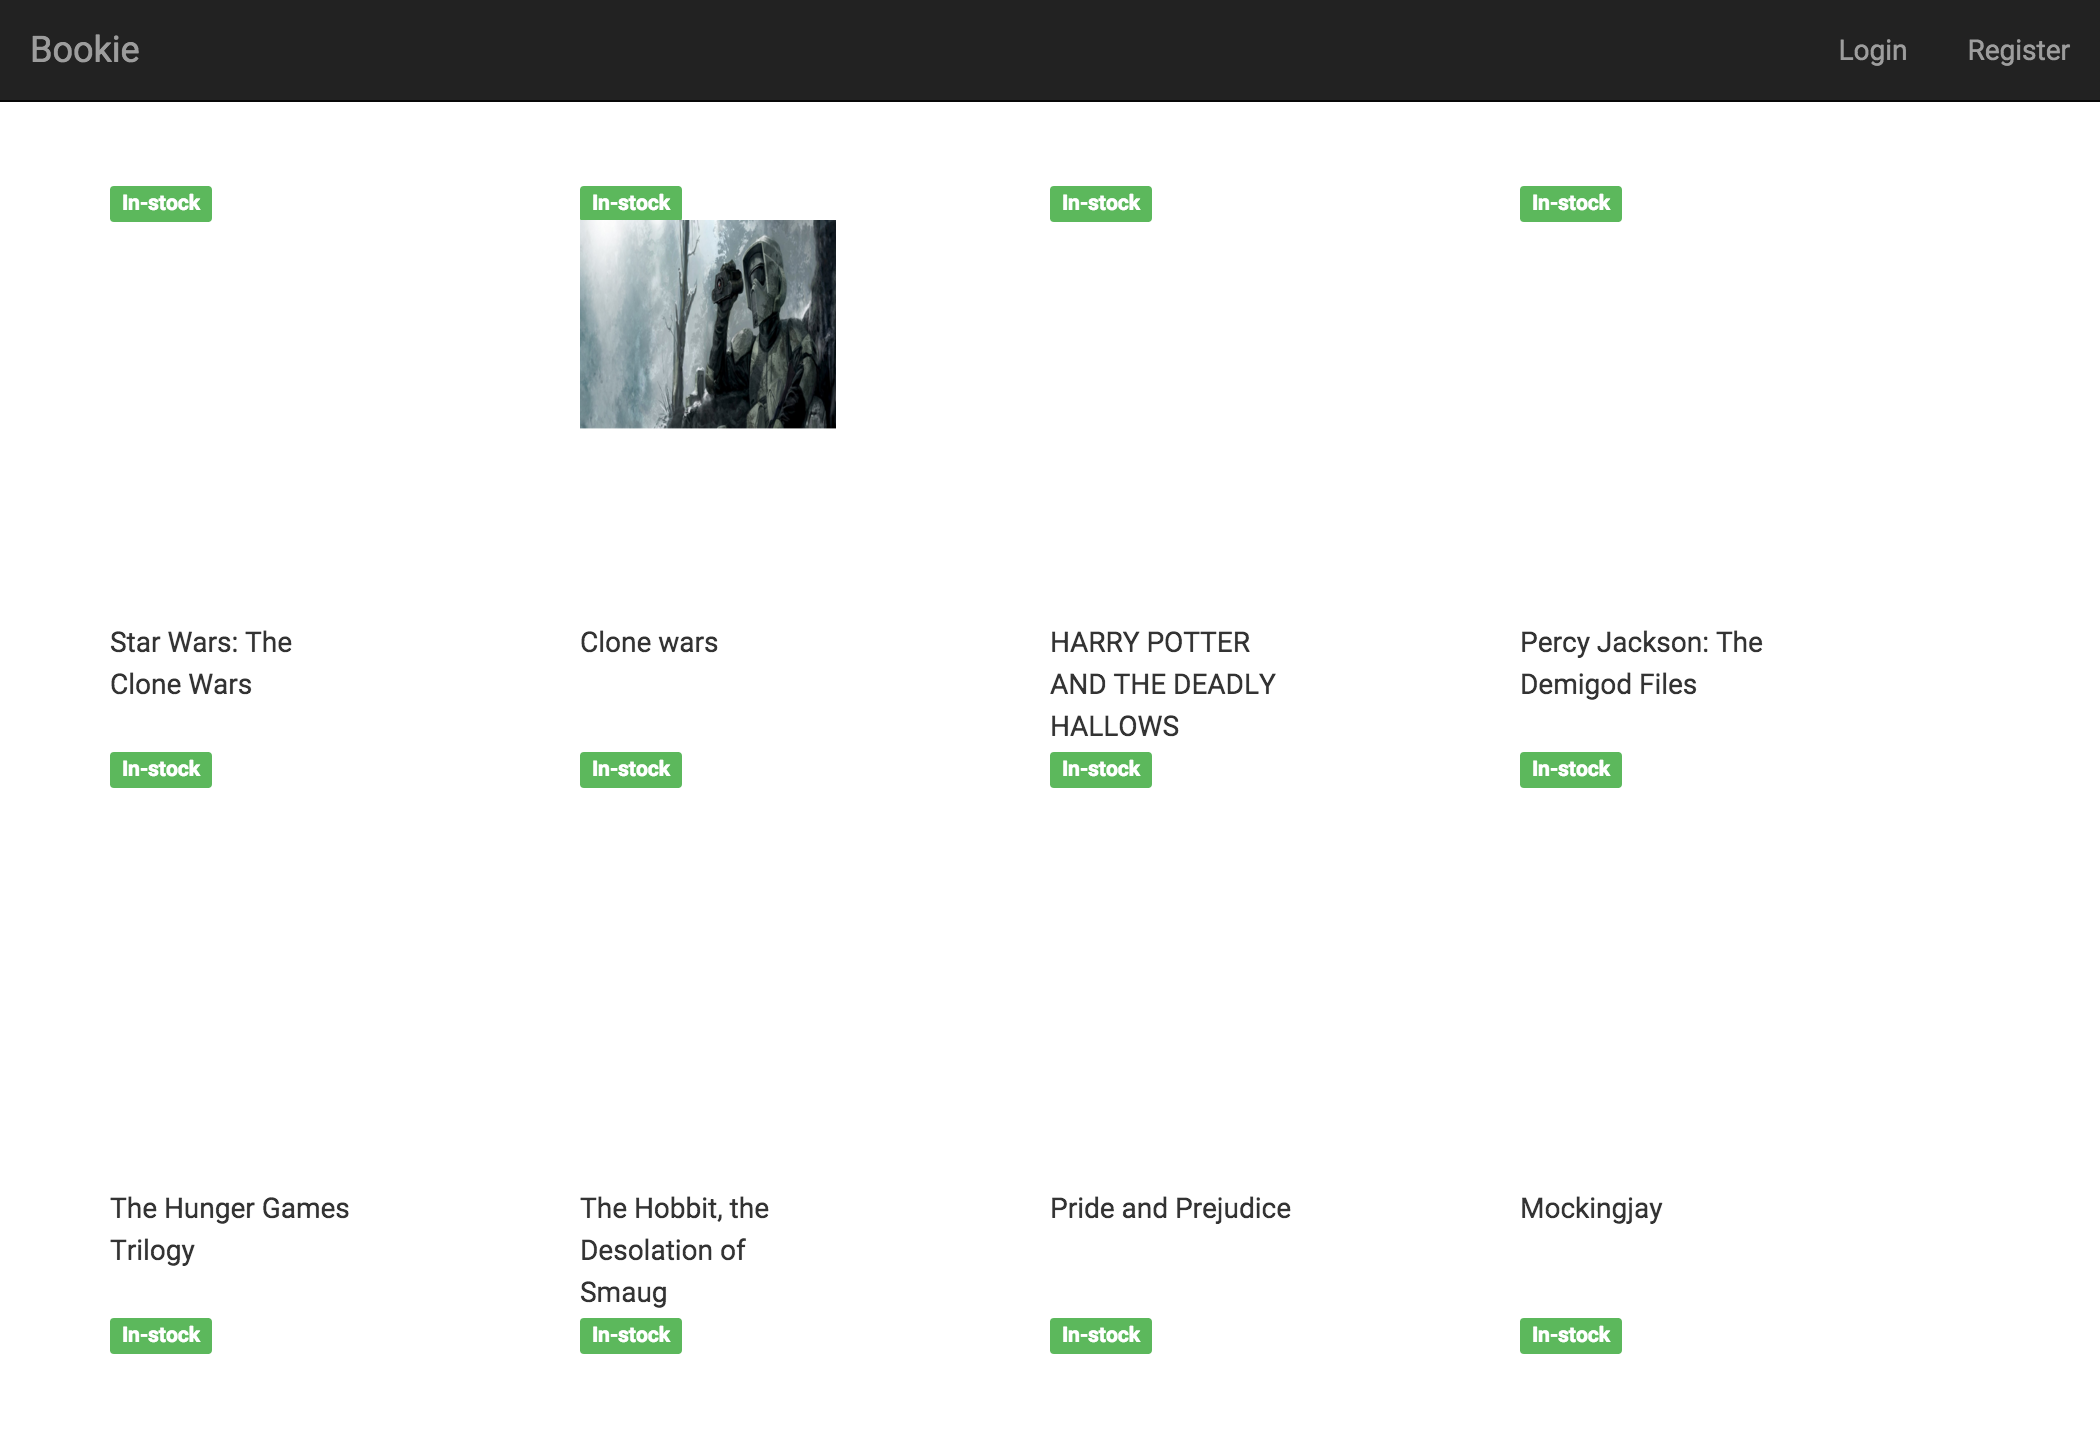 Bookie Login Register
In-stock In-stock In-stock In-stock
Star Wars: The
Clone Wars
Clone wars
HARRY POTTER
AND THE DEADLY
HALLOWS
Percy Jackson: The
Demigod Files
In-stock In-stock In-stock In-stock
The Hunger Games
Trilogy
The Hobbit, the
Desolation of
Smaug
Pride and Prejudice
Mockingjay
In-stock In-stock In-stock In-stock